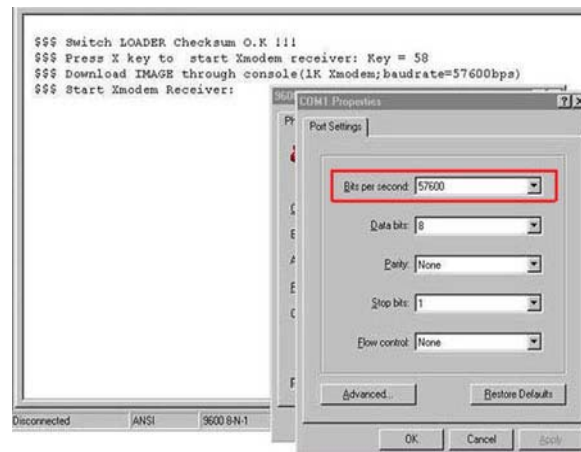 $$$ Switch LOADER Checksum O.K !!!
$$$ Press X key to  start Xmodem receiver: Key = 58
$$$ Download IMAGE through console(1K Xmodem;baudrate=57600bps)
$$$ Start Xmodem Receiver:
COM1 Properties
Port Settings
Bits per second: 57600
Data bits: 8
Parity: None
Stop bits: 1
Flow control: None
Advanced...
Restore Defaults
Disconnected
ANSI
9600 8-N-1
OK
Cancel
Apply